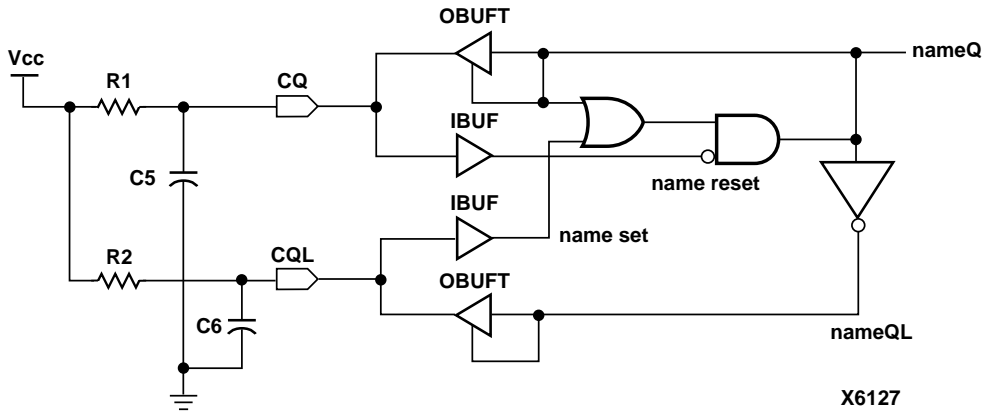 OBUFT
Vcc
nameQ
R1
CQ
IBUF
C5
name reset
IBUF
name set
R2
CQL
OBUFT
C6
nameQL
X6127